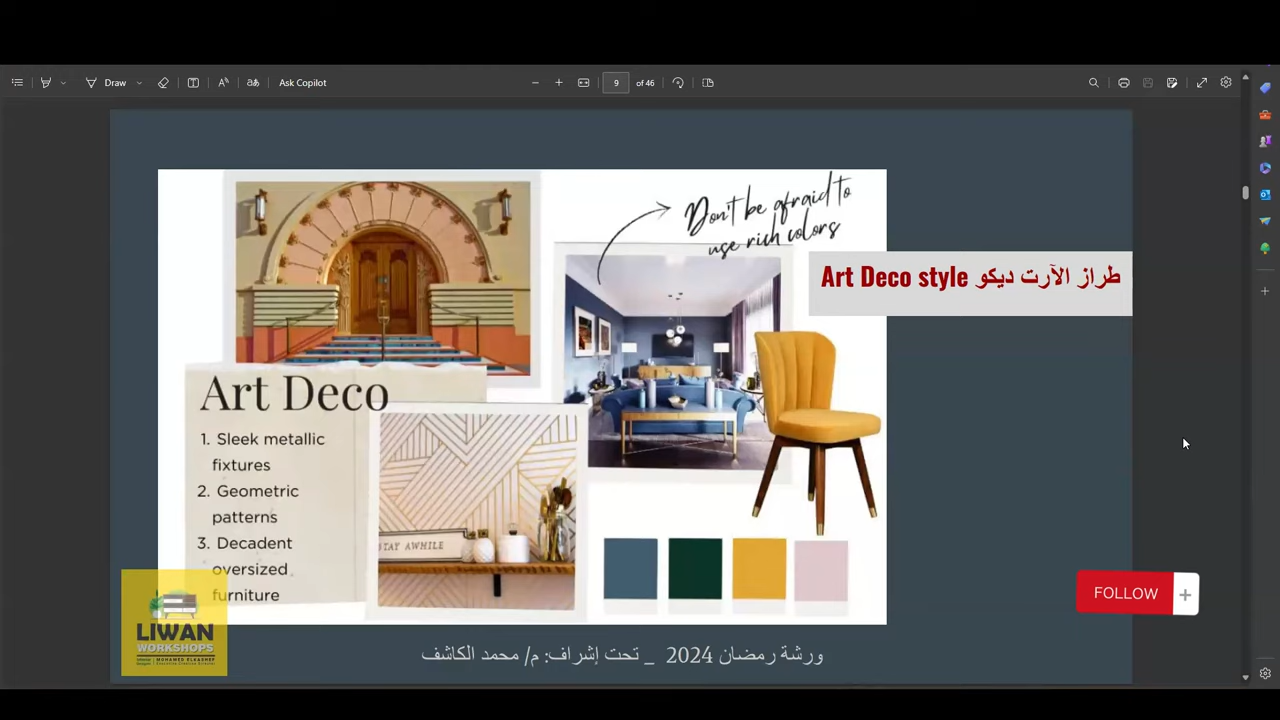 Draw
Ask Copilot
9 of 46
Don't be afraid to
use rich colors
طراز الآرت ديكو Art Deco style
Art Deco
1. Sleek metallic
fixtures
2. Geometric
patterns
3. Decadent
oversized
furniture
STAY AWHILE
FOLLOW
LIWAN
WORKSHOPS
ورشة رمضان 2024 _ تحت إشراف: م/ محمد الكاشف